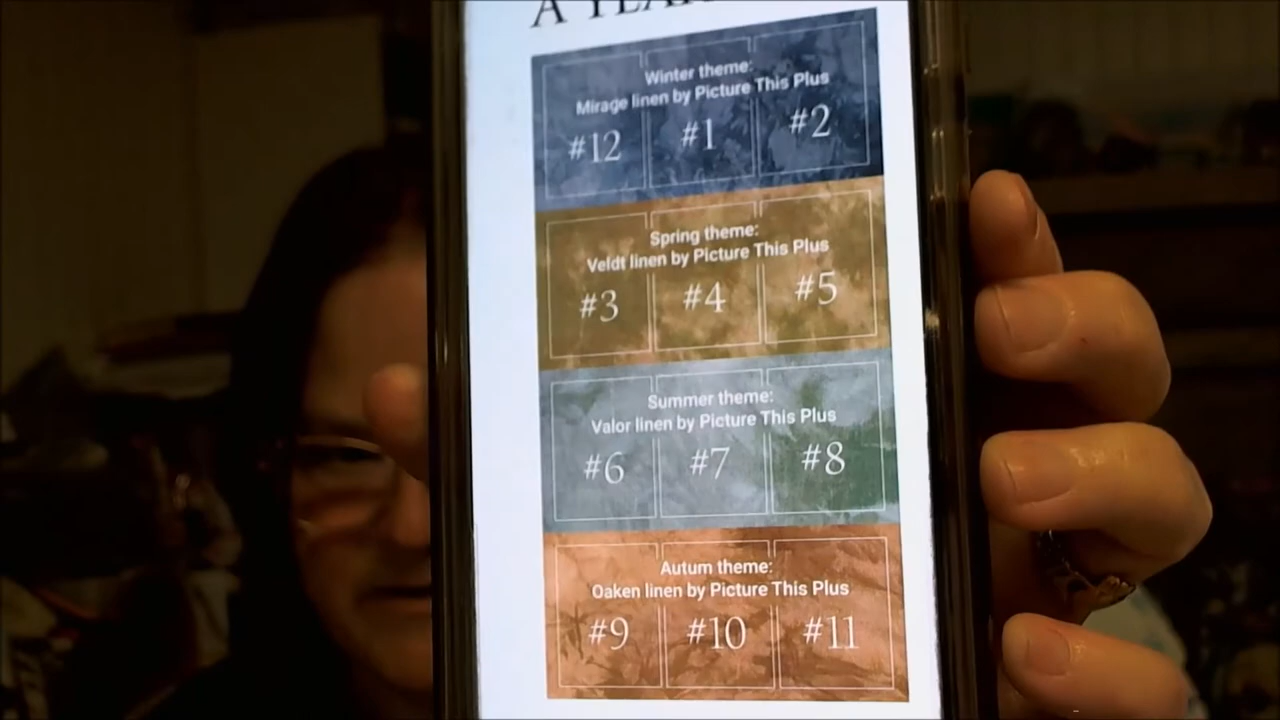 A YEAR
Winter theme:
Mirage linen by Picture This Plus
#12 #1 #2
Spring theme:
Veldt linen by Picture This Plus
#3 #4 #5
Summer theme:
Valor linen by Picture This Plus
#6 #7 #8
Autum theme:
Oaken linen by Picture This Plus
#9 #10 #11